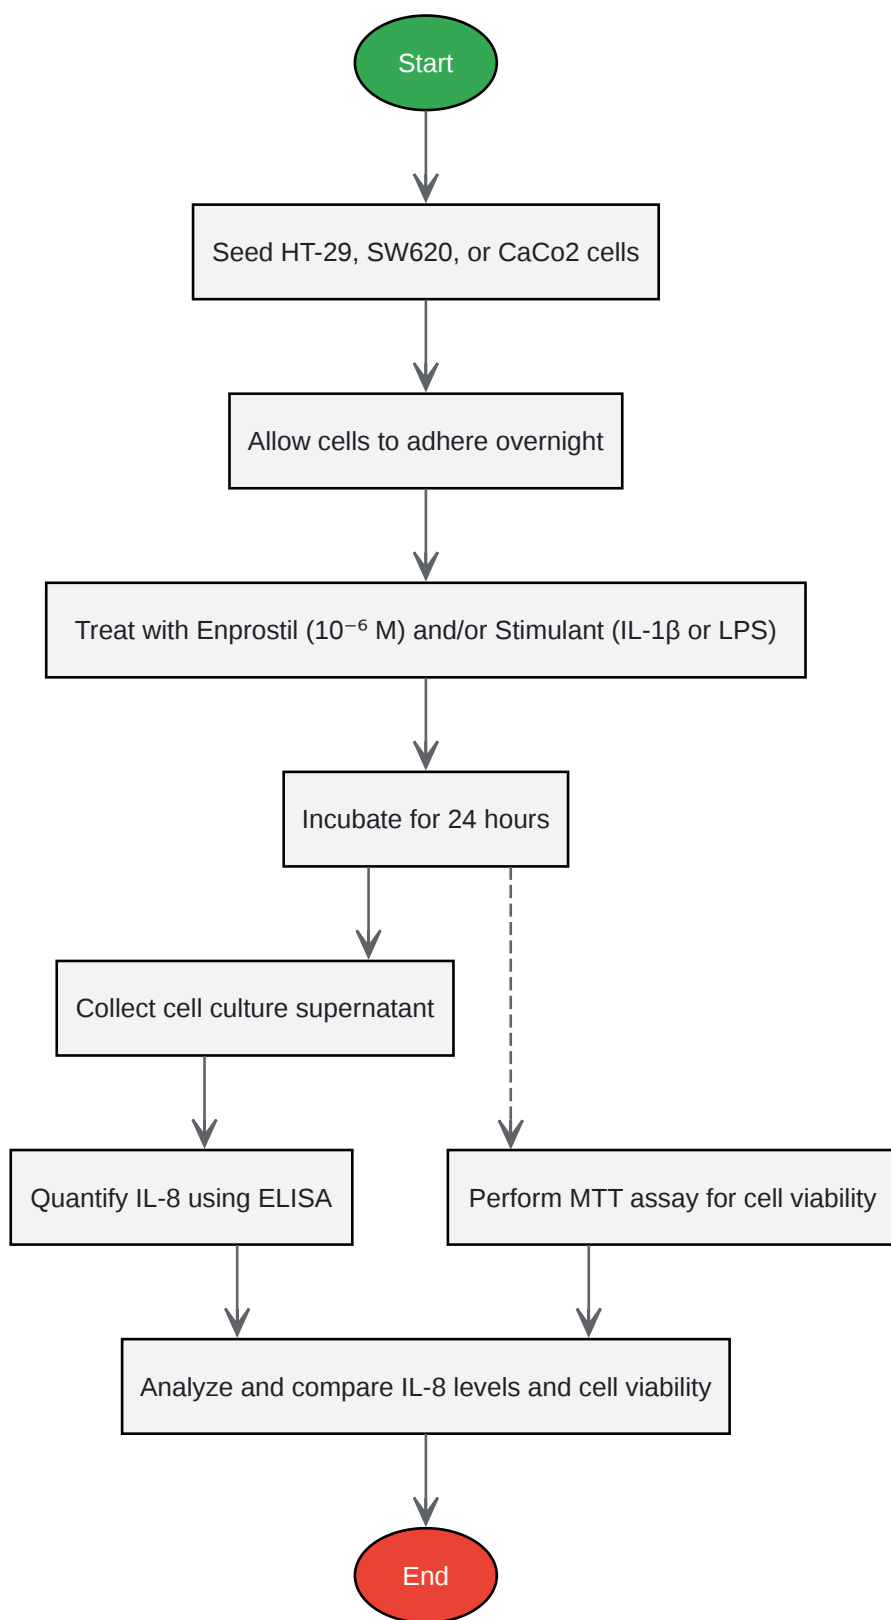 Start
Seed HT-29, SW620, or CaCo2 cells
Allow cells to adhere overnight
Treat with Enprostil (10⁻⁶ M) and/or Stimulant (IL-1β or LPS)
Incubate for 24 hours
Collect cell culture supernatant
Quantify IL-8 using ELISA
Perform MTT assay for cell viability
Analyze and compare IL-8 levels and cell viability
End